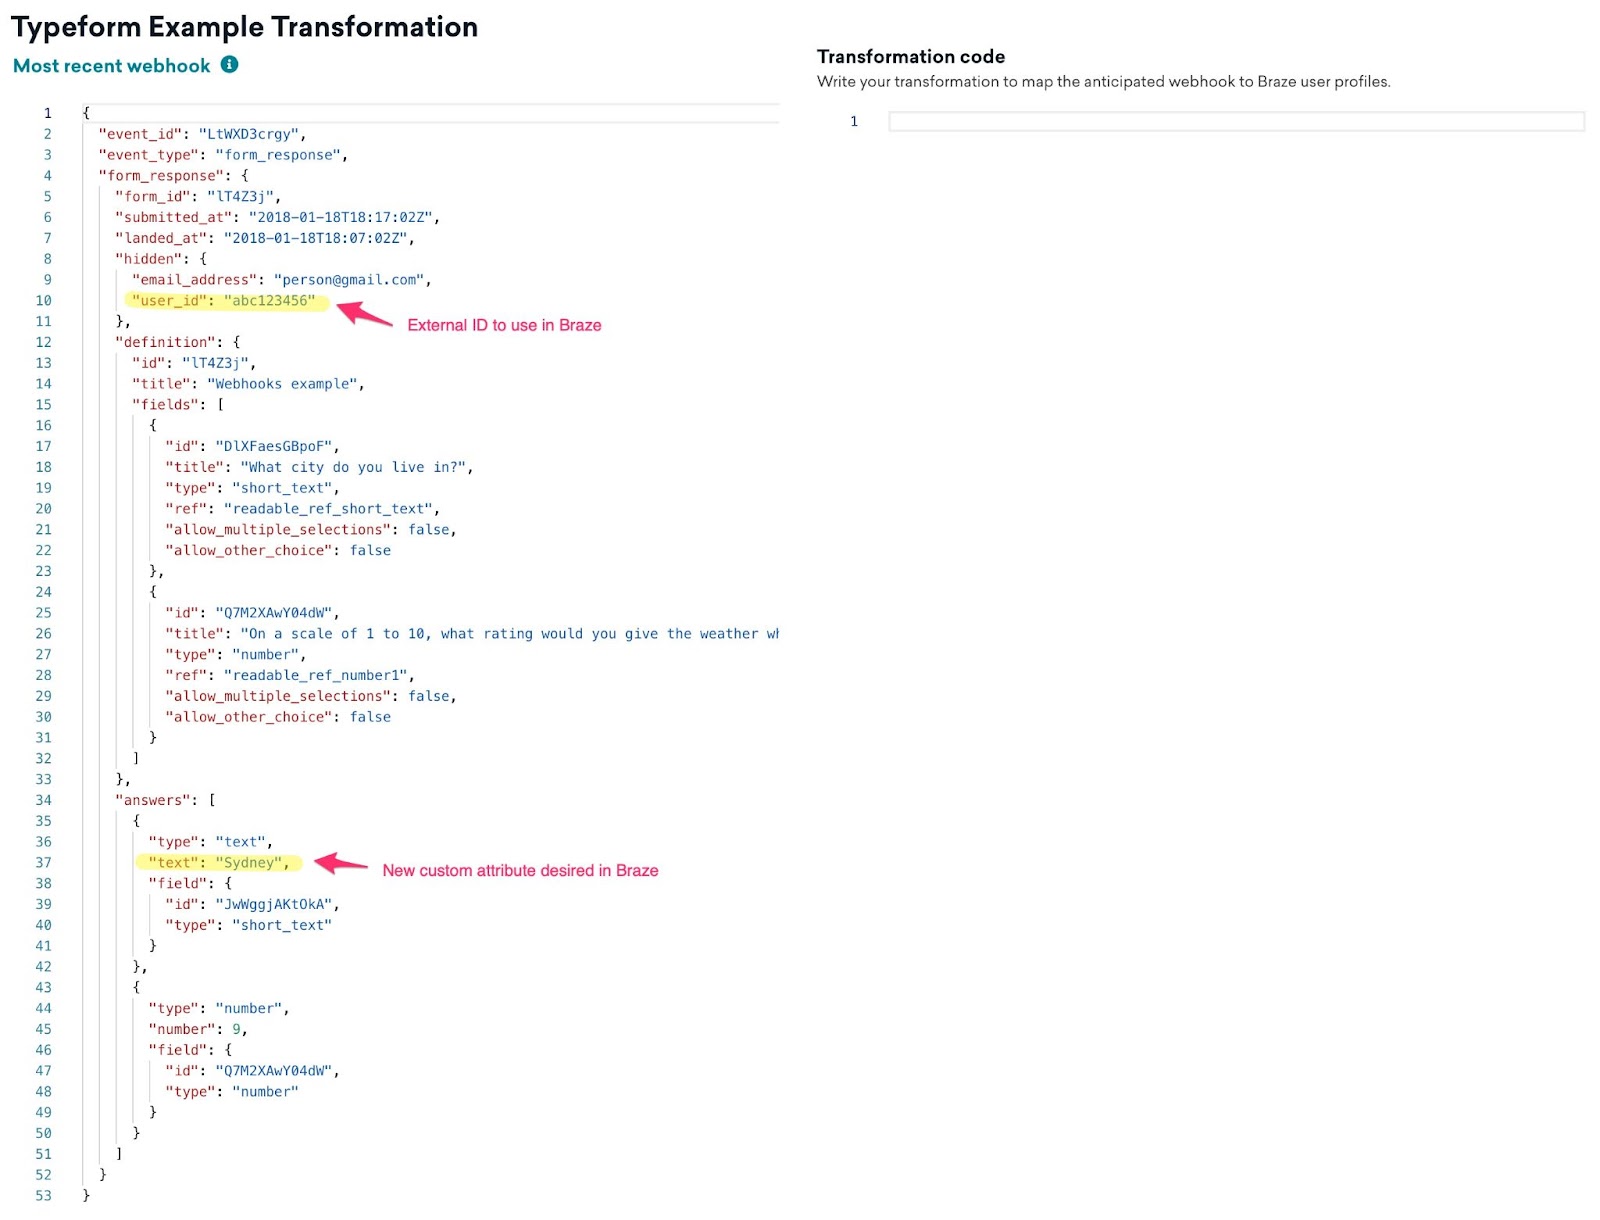 Typeform Example Transformation
Most recent webhook
1 {
2 "event_id": "LtWXD3crgy",
3 "event_type": "form_response",
4 "form_response": {
5 "form_id": "lT4Z3j",
6 "submitted_at": "2018-01-18T18:17:02Z",
7 "landed_at": "2018-01-18T18:07:02Z",
8 "hidden": {
9 "email_address": "person@gmail.com",
10 "user_id": "abc123456"
External ID to use in Braze
11 },
12 "definition": {
13 "id": "lT4Z3j",
14 "title": "Webhooks example",
15 "fields": [
16 {
17 "id": "DlXFaesGBpoF",
18 "title": "What city do you live in?",
19 "type": "short_text",
20 "ref": "readable_ref_short_text",
21 "allow_multiple_selections": false,
22 "allow_other_choice": false
23 },
24 {
25 "id": "Q7M2XAwY04dW",
26 "title": "On a scale of 1 to 10, what rating would you give the weather wh
27 "type": "number",
28 "ref": "readable_ref_number1",
29 "allow_multiple_selections": false,
30 "allow_other_choice": false
31 }
32 ]
33 },
34 "answers": [
35 {
36 "type": "text",
37 "text": "Sydney",
New custom attribute desired in Braze
38 "field": {
39 "id": "JwWggjAKtOkA",
40 "type": "short_text"
41 }
42 },
43 {
44 "type": "number",
45 "number": 9,
46 "field": {
47 "id": "Q7M2XAwY04dW",
48 "type": "number"
49 }
50 }
51 ]
52 }
53 }
Transformation code
Write your transformation to map the anticipated webhook to Braze user profiles.
1